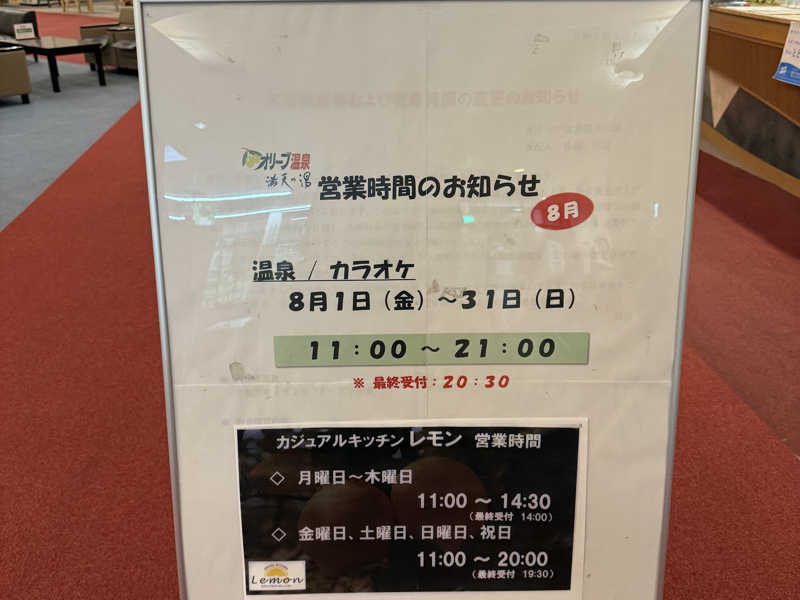 オリーブ温泉
満天の湯
営業時間のお知らせ
8月
温泉 / カラオケ
8月1日（金）～31日（日）
11：00 ～ 21：00
※ 最終受付：20：30
カジュアルキッチン レモン 営業時間
◇ 月曜日～木曜日
11:00 ～ 14:30
（最終受付 14:00）
◇ 金曜日、土曜日、日曜日、祝日
11:00 ～ 20:00
（最終受付 19:30）
Lemon